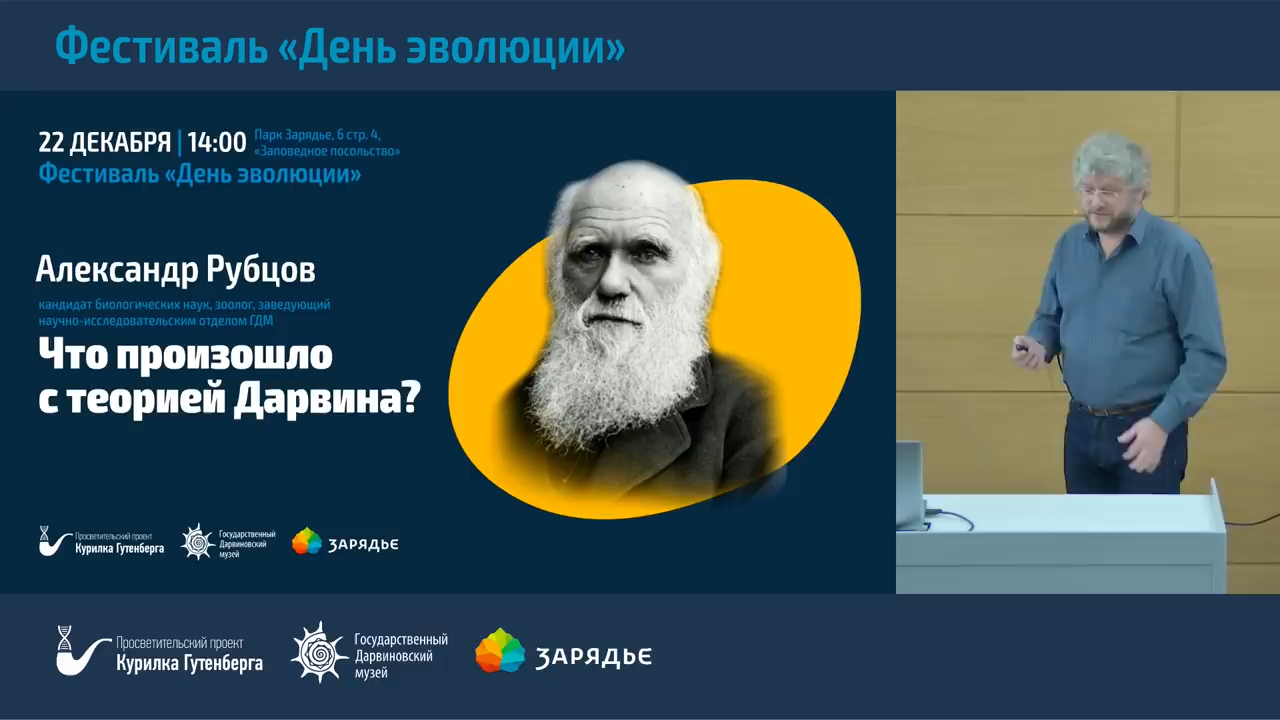 Фестиваль «День эволюции»
22 ДЕКАБРЯ | 14:00
Парк Зарядье, 6 стр. 4,
«Заповедное посольство»
Фестиваль «День эволюции»
Александр Рубцов
кандидат биологических наук, зоолог, заведующий
научно-исследовательским отделом ГДМ
Что произошло
с теорией Дарвина?
Просветительский проект
Курилка Гутенберга
Государственный
Дарвиновский
музей
ЗАРЯДЬЕ
Просветительский проект
Курилка Гутенберга
Государственный
Дарвиновский
музей
ЗАРЯДЬЕ